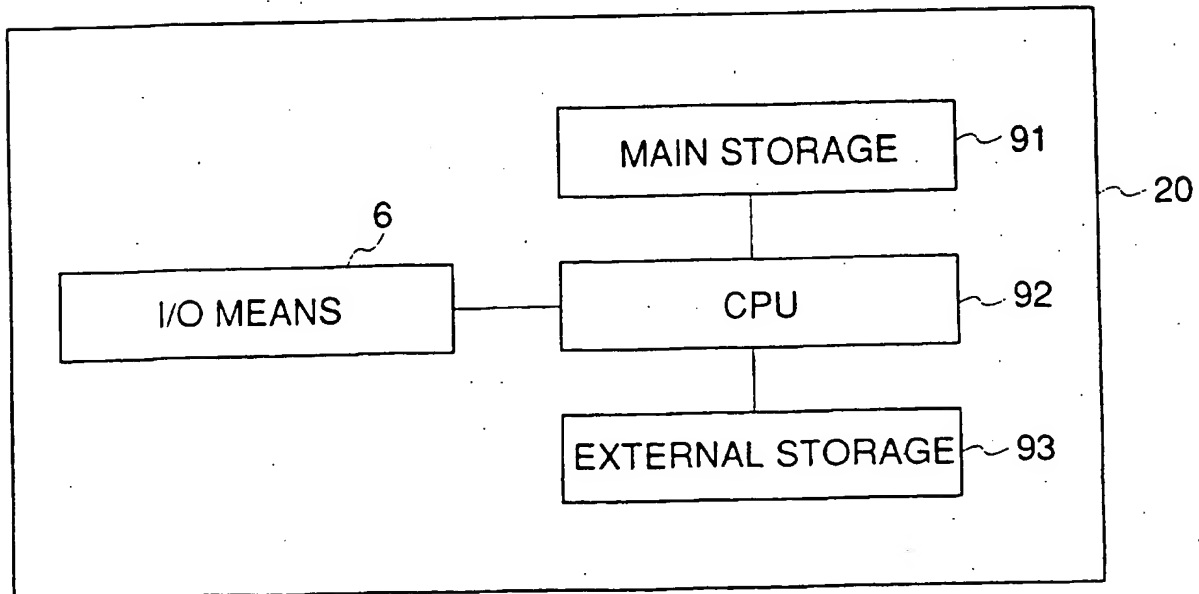 MAIN STORAGE 91
20
6
I/O MEANS
CPU 92
EXTERNAL STORAGE 93